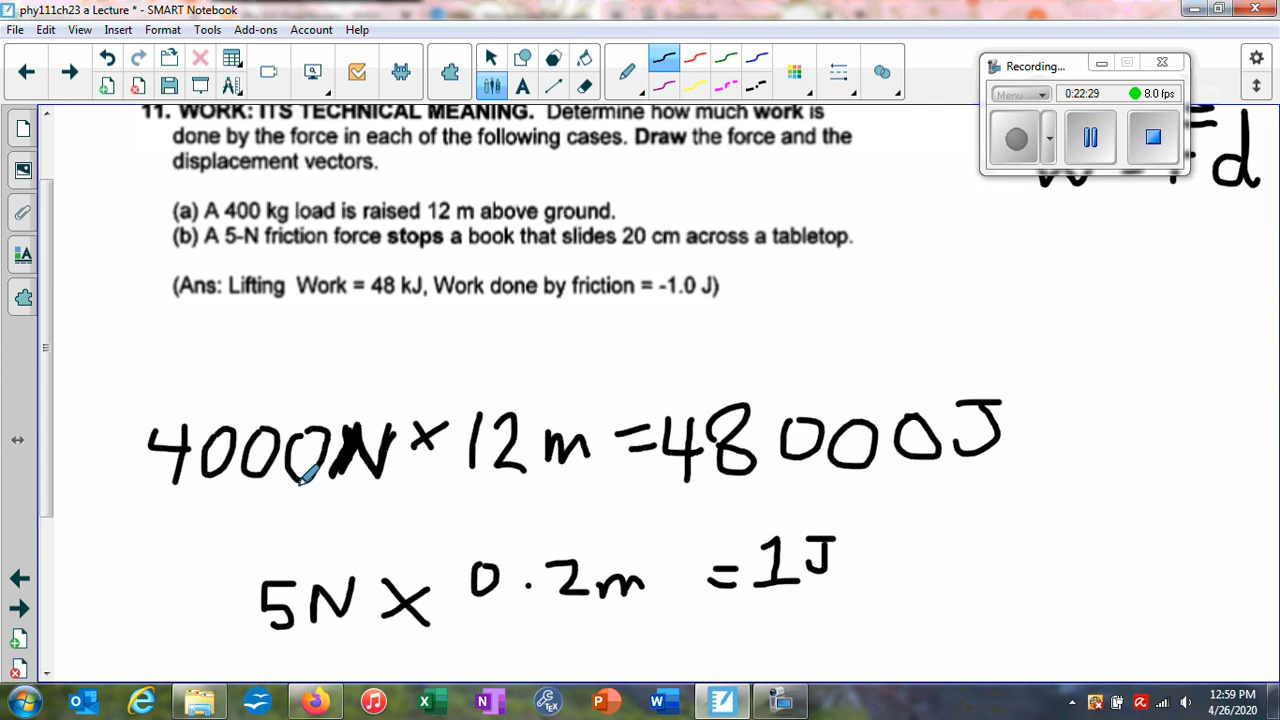 phy111ch23 a Lecture * - SMART Notebook
File Edit View Insert Format Tools Add-ons Account Help
Recording...
Menu
0:22:29 8.0 fps
11. WORK: ITS TECHNICAL MEANING. Determine how much work is
done by the force in each of the following cases. Draw the force and the
displacement vectors.
(a) A 400 kg load is raised 12 m above ground.
(b) A 5-N friction force stops a book that slides 20 cm across a tabletop.
(Ans: Lifting Work = 48 kJ, Work done by friction = -1.0 J)
4000N × 12 m = 48000J
5N X 0.2m = 1J
12:59 PM
4/26/2020